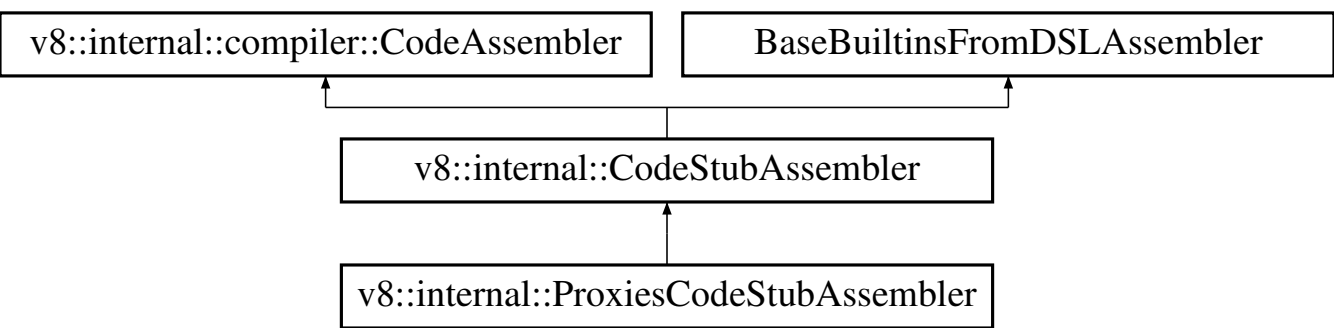 v8::internal::compiler::CodeAssembler
BaseBuiltinsFromDSLAssembler
v8::internal::CodeStubAssembler
v8::internal::ProxiesCodeStubAssembler